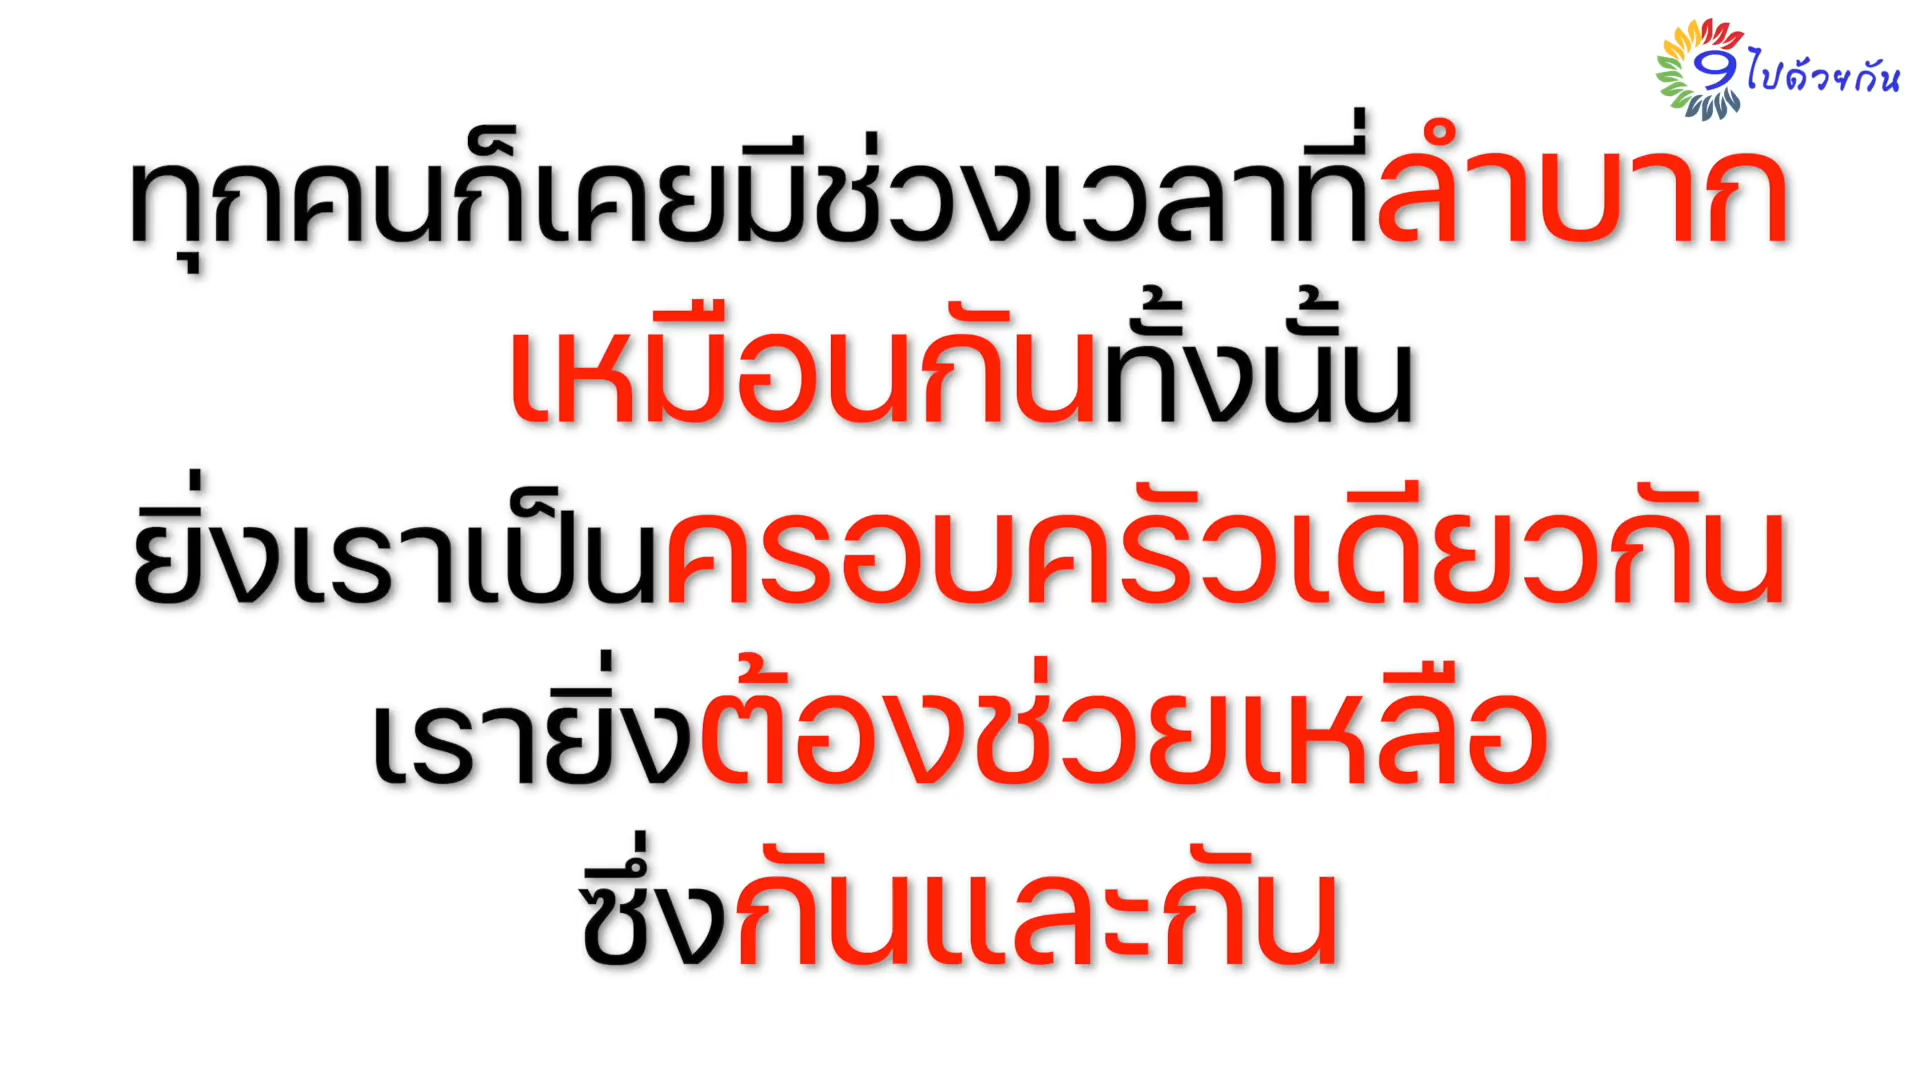 9 ไปด้วยกัน
ทุกคนก็เคยมีช่วงเวลาที่ลำบาก
เหมือนกันทั้งนั้น
ยิ่งเราเป็นครอบครัวเดียวกัน
เรายิ่งต้องช่วยเหลือ
ซึ่งกันและกัน